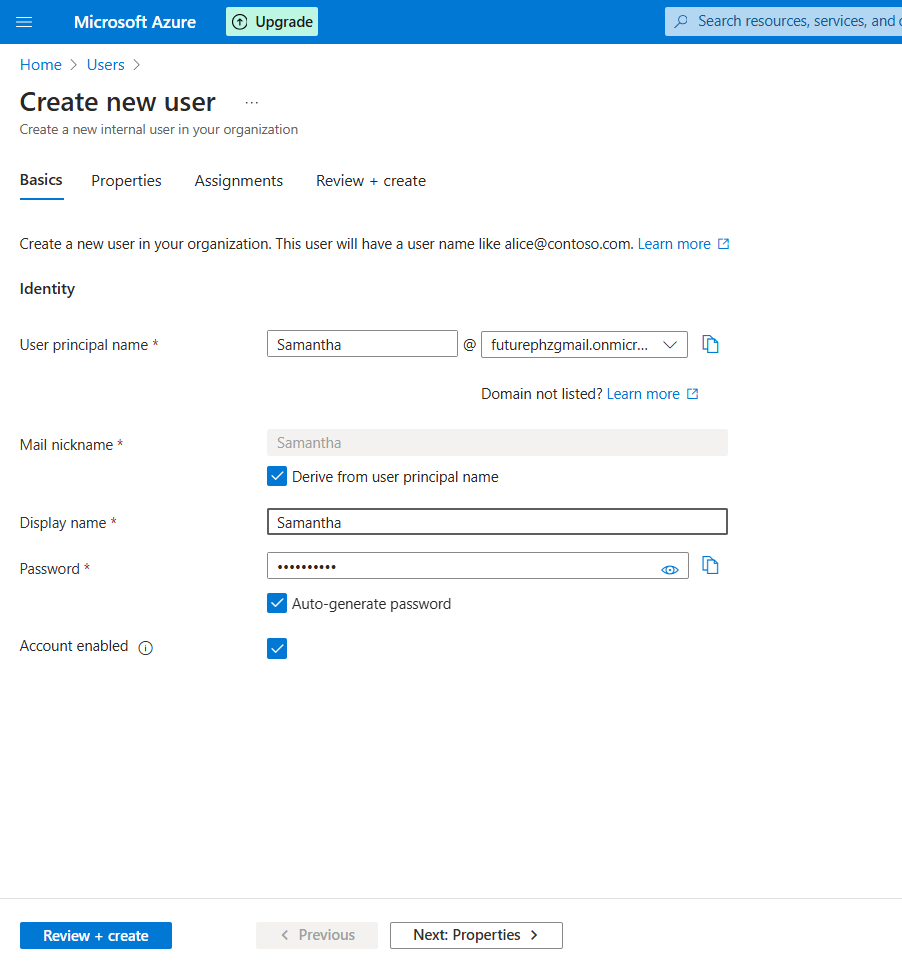 Microsoft Azure Upgrade Search resources, services, and
Home > Users >
Create new user ...
Create a new internal user in your organization
Basics Properties Assignments Review + create
Create a new user in your organization. This user will have a user name like alice@contoso.com. Learn more
Identity
User principal name * Samantha @ futurephzgmail.onmicr...
Domain not listed? Learn more
Mail nickname * Samantha
Derive from user principal name
Display name * Samantha
Password * ••••••••••
Auto-generate password
Account enabled
Review + create < Previous Next: Properties >